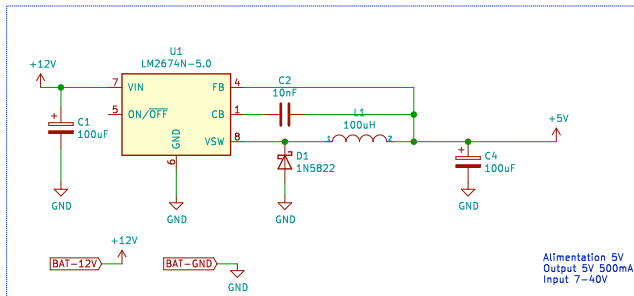 U1
LM2674N-5.0
+12V
7
VIN
FB
4
C2
10nF
+5V
5
ON/OFF
CB
1
L1
100uH
C1
100uF
GND
VSW
8
1
2
+
+
6
D1
1N5822
C4
100uF
GND
GND
GND
GND
+12V
BAT-12V
BAT-GND
GND
Alimentation 5V
Output 5V 500mA
Input 7-40V